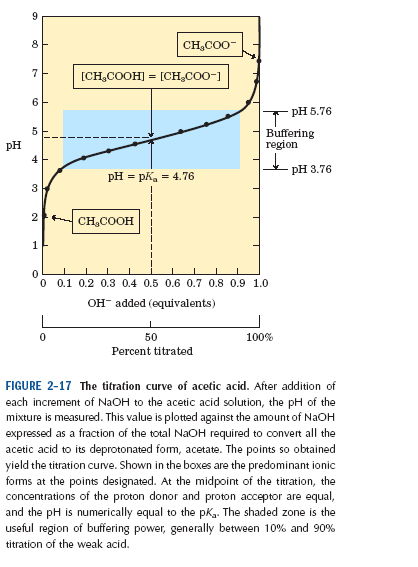 9
8
7
6
5
4
3
2
1
0
pH
CH₃COO⁻
[CH₃COOH] = [CH₃COO⁻]
pH 5.76
Buffering
region
pH 3.76
pH = pKₐ = 4.76
CH₃COOH
0 0.1 0.2 0.3 0.4 0.5 0.6 0.7 0.8 0.9 1.0
OH⁻ added (equivalents)
0 50 100%
Percent titrated
FIGURE 2–17 The titration curve of acetic acid. After addition of
each increment of NaOH to the acetic acid solution, the pH of the
mixture is measured. This value is plotted against the amount of NaOH
expressed as a fraction of the total NaOH required to convert all the
acetic acid to its deprotonated form, acetate. The points so obtained
yield the titration curve. Shown in the boxes are the predominant ionic
forms at the points designated. At the midpoint of the titration, the
concentrations of the proton donor and proton acceptor are equal,
and the pH is numerically equal to the pKₐ. The shaded zone is the
useful region of buffering power, generally between 10% and 90%
titration of the weak acid.